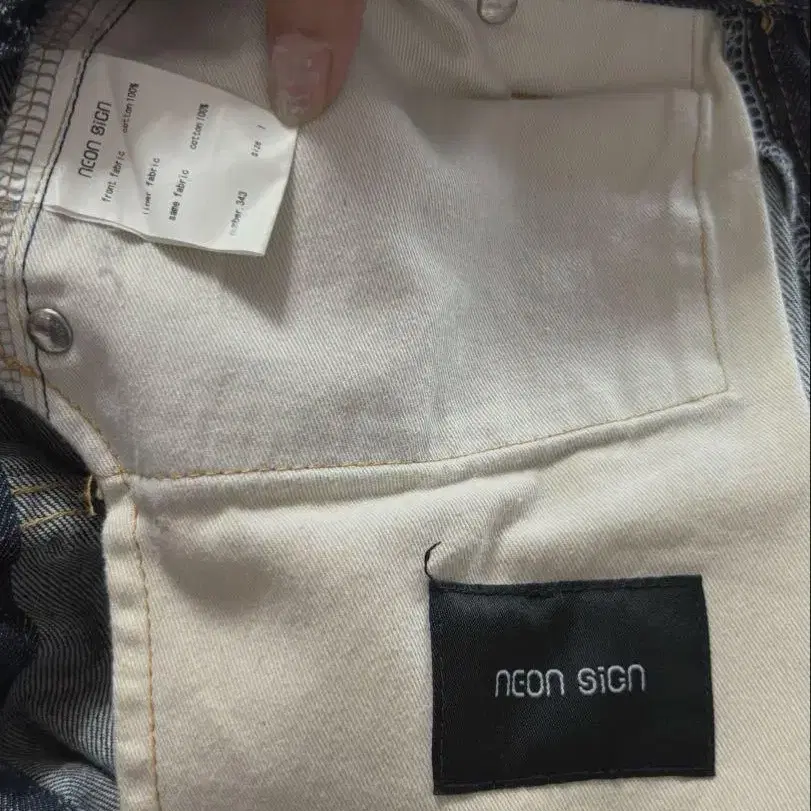 NEON SiGN
front fabric cotton100%
liner fabric
same fabric cotton100%
number.343
size
NEON SiGN